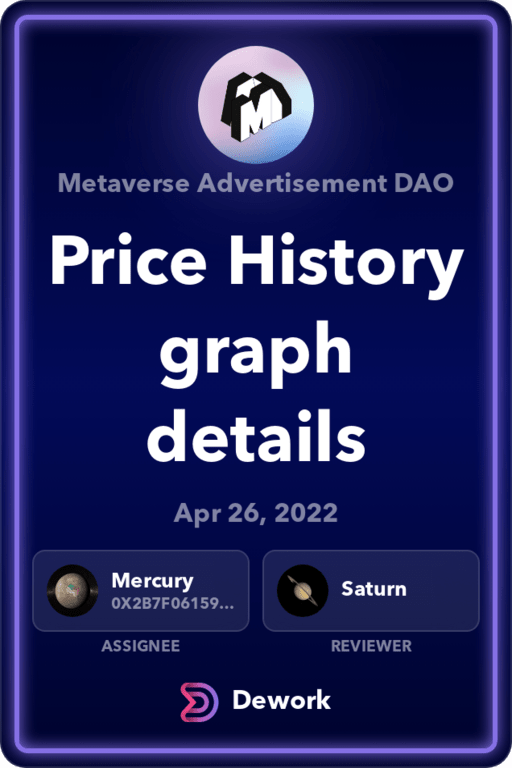 M
Metaverse Advertisement DAO
Price History
graph
details
Apr 26, 2022
Mercury
0X2B7F06159...
Saturn
ASSIGNEE
REVIEWER
Dework